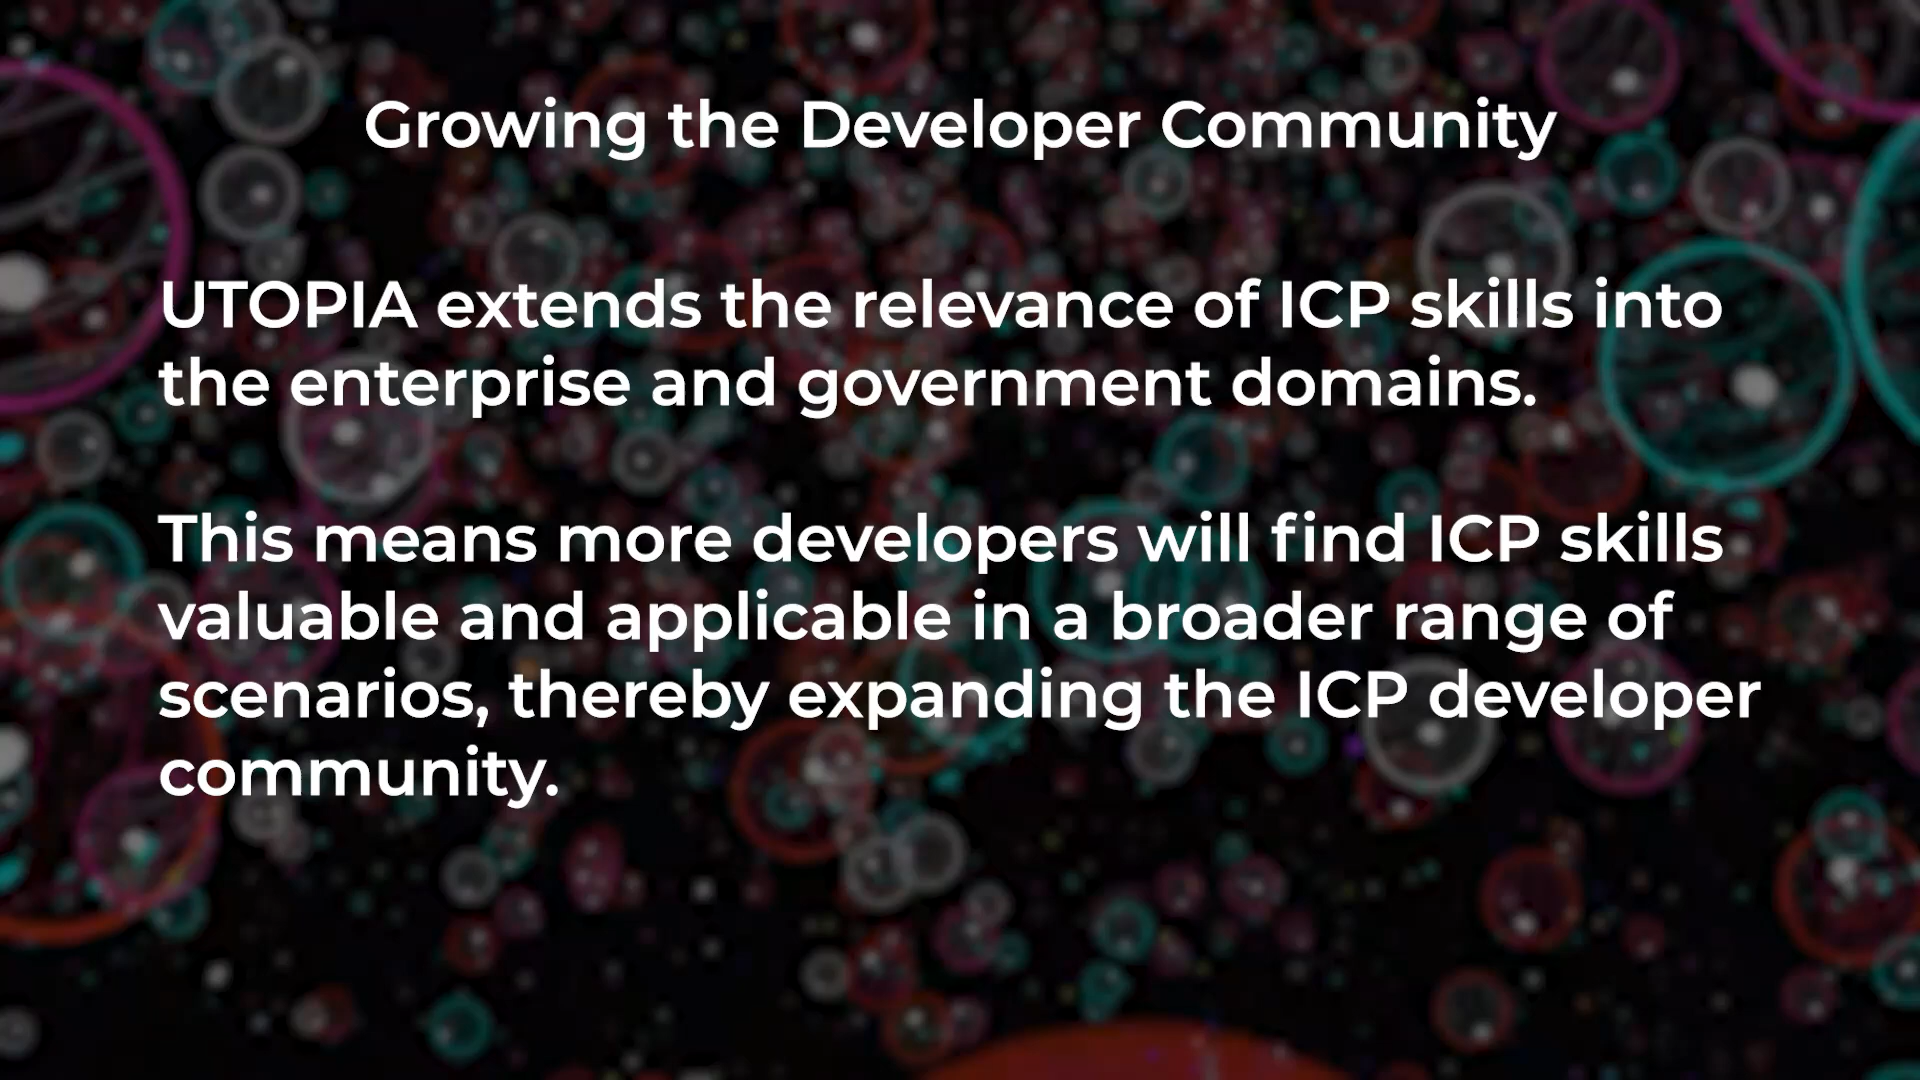 Growing the Developer Community
UTOPIA extends the relevance of ICP skills into
the enterprise and government domains.
This means more developers will find ICP skills
valuable and applicable in a broader range of
scenarios, thereby expanding the ICP developer
community.